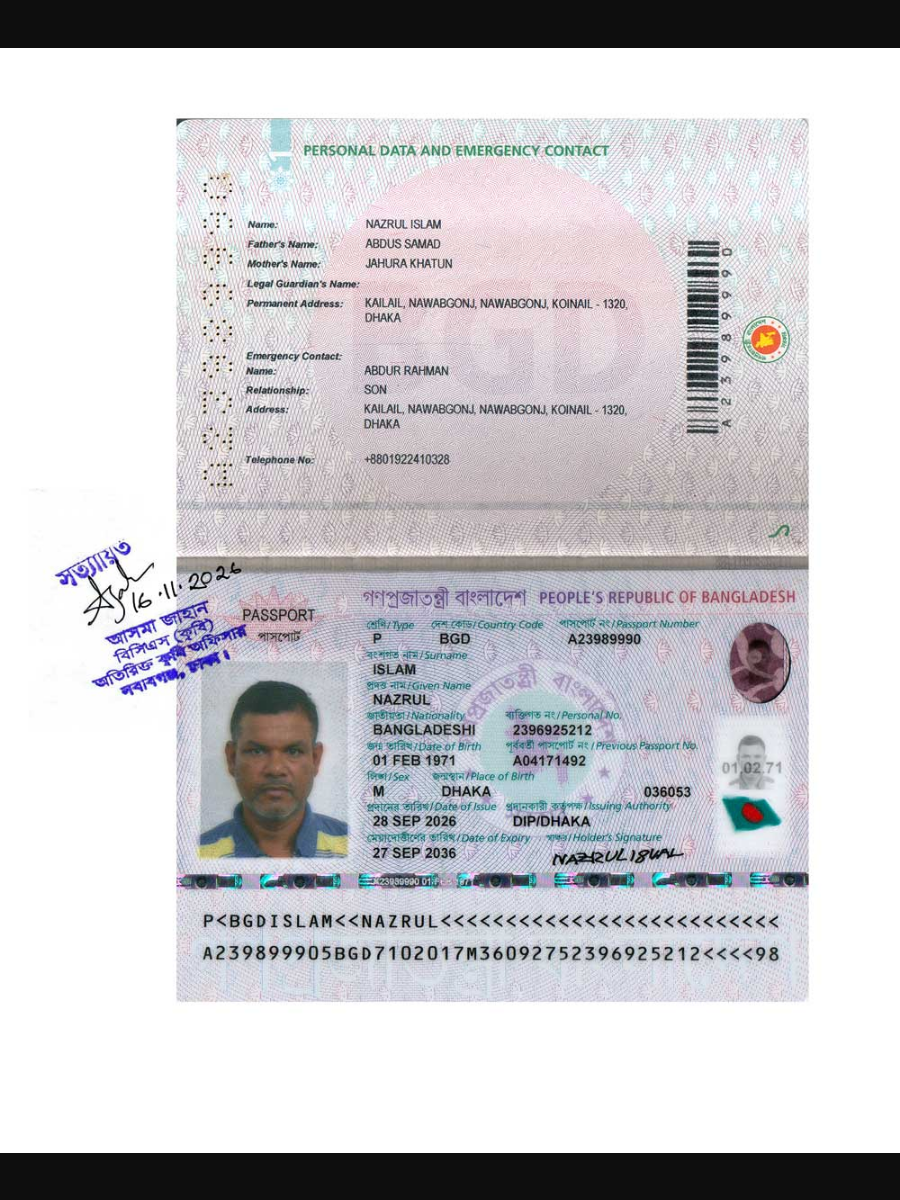 PERSONAL DATA AND EMERGENCY CONTACT
Name: NAZRUL ISLAM
Father's Name: ABDUS SAMAD
Mother's Name: JAHURA KHATUN
Legal Guardian's Name:
Permanent Address: KAILAIL, NAWABGONJ, NAWABGONJ, KOINAIL - 1320,
DHAKA
Emergency Contact:
Name: ABDUR RAHMAN
Relationship: SON
Address: KAILAIL, NAWABGONJ, NAWABGONJ, KOINAIL - 1320,
DHAKA
Telephone No: +8801922410328
A23989990
BGD
সত্যায়িত
16.11.2026
আসমা জাহান
বিসিএস (কৃষি)
অতিরিক্ত কৃষি অফিসার
নবাবগঞ্জ, ঢাকা।
PASSPORT
পাসপোর্ট
গণপ্রজাতন্ত্রী বাংলাদেশ PEOPLE'S REPUBLIC OF BANGLADESH
শ্রেণি/Type দেশ কোড/Country Code পাসপোর্ট নং/Passport Number
P BGD A23989990
বংশগত নাম/Surname
ISLAM
প্রদত্ত নাম/Given Name
NAZRUL
জাতীয়তা/Nationality ব্যক্তিগত নং/Personal No.
BANGLADESHI 2396925212
জন্ম তারিখ/Date of Birth পূর্ববর্তী পাসপোর্ট নং/Previous Passport No.
01 FEB 1971 A04171492
লিঙ্গ/Sex জন্মস্থান/Place of Birth
M DHAKA 036053
প্রদানের তারিখ/Date of Issue প্রদানকারী কর্তৃপক্ষ/Issuing Authority
28 SEP 2026 DIP/DHAKA
মেয়াদোত্তীর্ণের তারিখ/Date of Expiry স্বাক্ষর/Holder's Signature
27 SEP 2036
01.02.71
P<BGDISLAM<<NAZRUL<<<<<<<<<<<<<<<<<<<<<<<<<<
A239899905BGD7102017M36092752396925212<<<<98